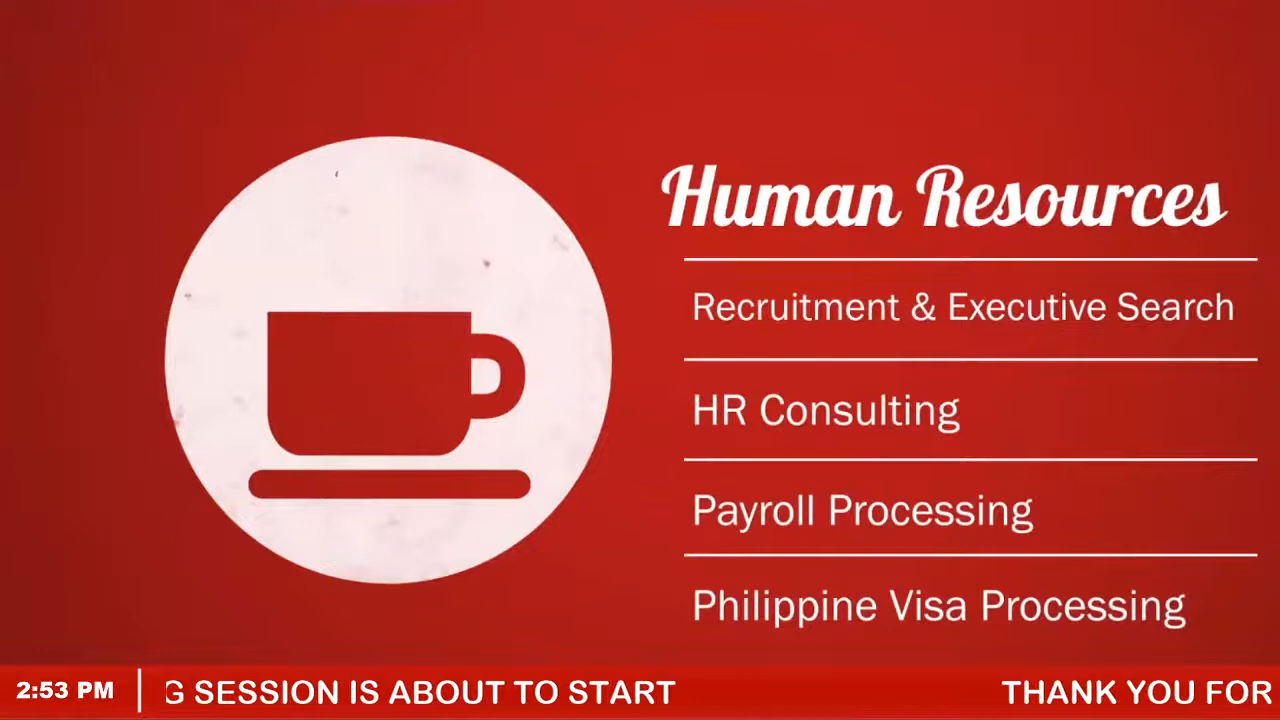 Human Resources
Recruitment & Executive Search
HR Consulting
Payroll Processing
Philippine Visa Processing
2:53 PM
G SESSION IS ABOUT TO START
THANK YOU FOR